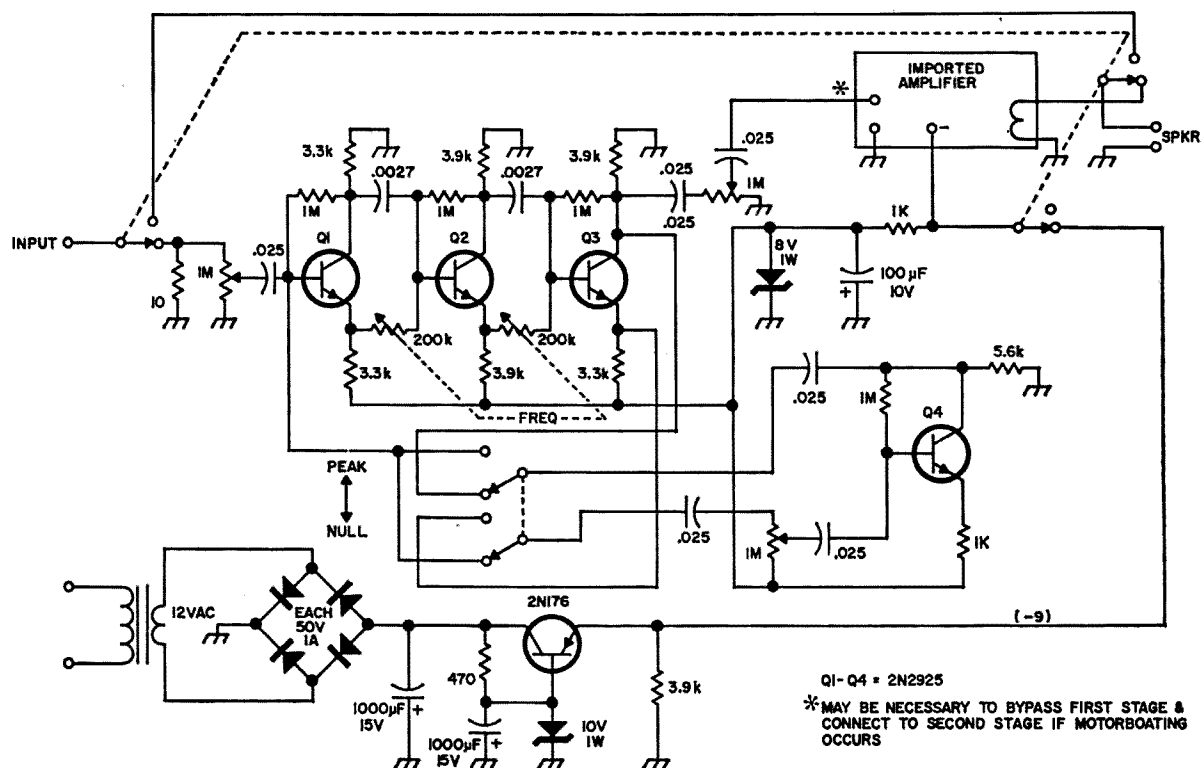 IMPORTED
AMPLIFIER
*
-
SPKR
3.3k
3.9k
3.9k
.0027
.0027
.025
.025
1M
1M
1M
1M
.025
INPUT
1M
.025
10
Q1
Q2
Q3
200k
200k
3.3k
3.9k
3.3k
FREQ
8V
1W
1K
100µF
10V
+
5.6k
.025
1M
Q4
PEAK
NULL
.025
1M
.025
1K
12VAC
EACH
50V
1A
2N176
(-9)
470
3.9k
1000µF
15V
+
1000µF
15V
+
10V
1W
Q1-Q4 = 2N2925
* MAY BE NECESSARY TO BYPASS FIRST STAGE &
CONNECT TO SECOND STAGE IF MOTORBOATING
OCCURS